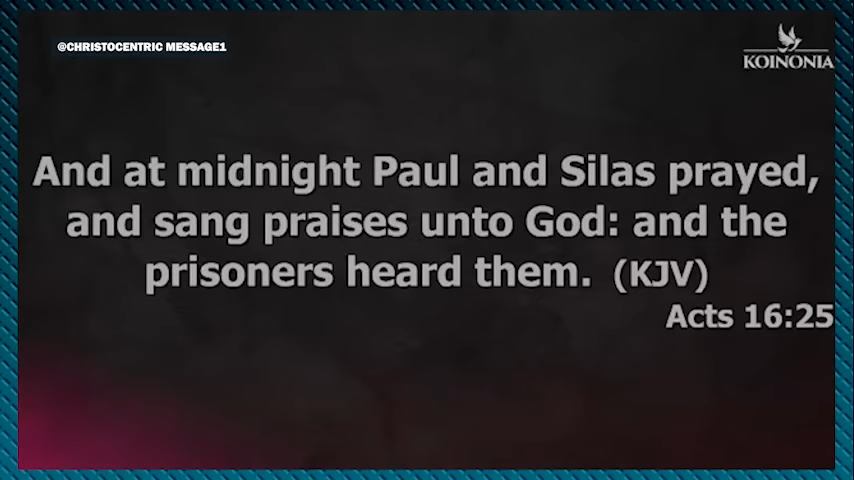 @CHRISTOCENTRIC MESSAGE1
KOINONIA
And at midnight Paul and Silas prayed,
and sang praises unto God: and the
prisoners heard them. (KJV)
Acts 16:25